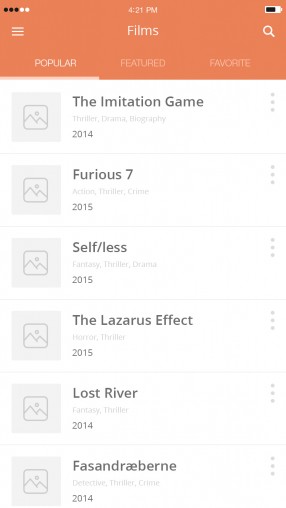 4:21 PM
Films
POPULAR FEATURED FAVORITE
The Imitation Game
Thriller, Drama, Biography
2014
Furious 7
Action, Thriller, Crime
2015
Self/less
Fantasy, Thriller, Drama
2015
The Lazarus Effect
Horror, Thriller
2015
Lost River
Fantasy, Thriller
2014
Fasandræberne
Detective, Thriller, Crime
2014